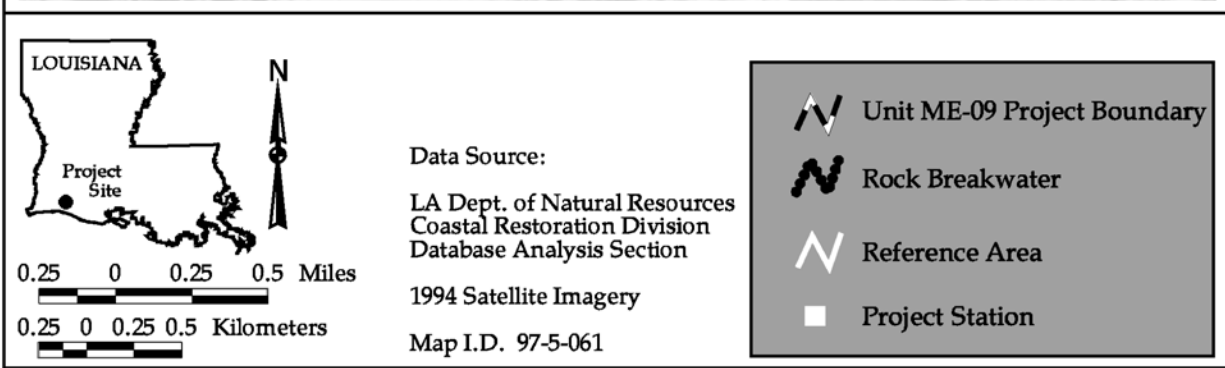 LOUISIANA
Project
Site
N
0.25 0 0.25 0.5 Miles
0.25 0 0.25 0.5 Kilometers
Data Source:
LA Dept. of Natural Resources
Coastal Restoration Division
Database Analysis Section
1994 Satellite Imagery
Map I.D. 97-5-061
Unit ME-09 Project Boundary
Rock Breakwater
Reference Area
Project Station